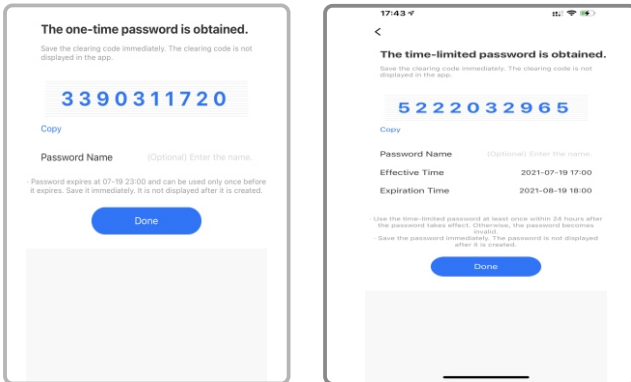 The one-time password is obtained.
Save the clearing code immediately. The clearing code is not
displayed in the app.
3390311720
Copy
Password Name (Optional) Enter the name.
- Password expires at 07-19 23:00 and can be used only once before
it expires. Save it immediately. It is not displayed after it is created.
Done
17:43
The time-limited password is obtained.
Save the clearing code immediately. The clearing code is not
displayed in the app.
5222032965
Copy
Password Name (Optional) Enter the name.
Effective Time 2021-07-19 17:00
Expiration Time 2021-08-19 18:00
- Use the time-limited password at least once within 24 hours after
the password takes effect. Otherwise, the password becomes
invalid.
- Save the password immediately. The password is not displayed
after it is created.
Done